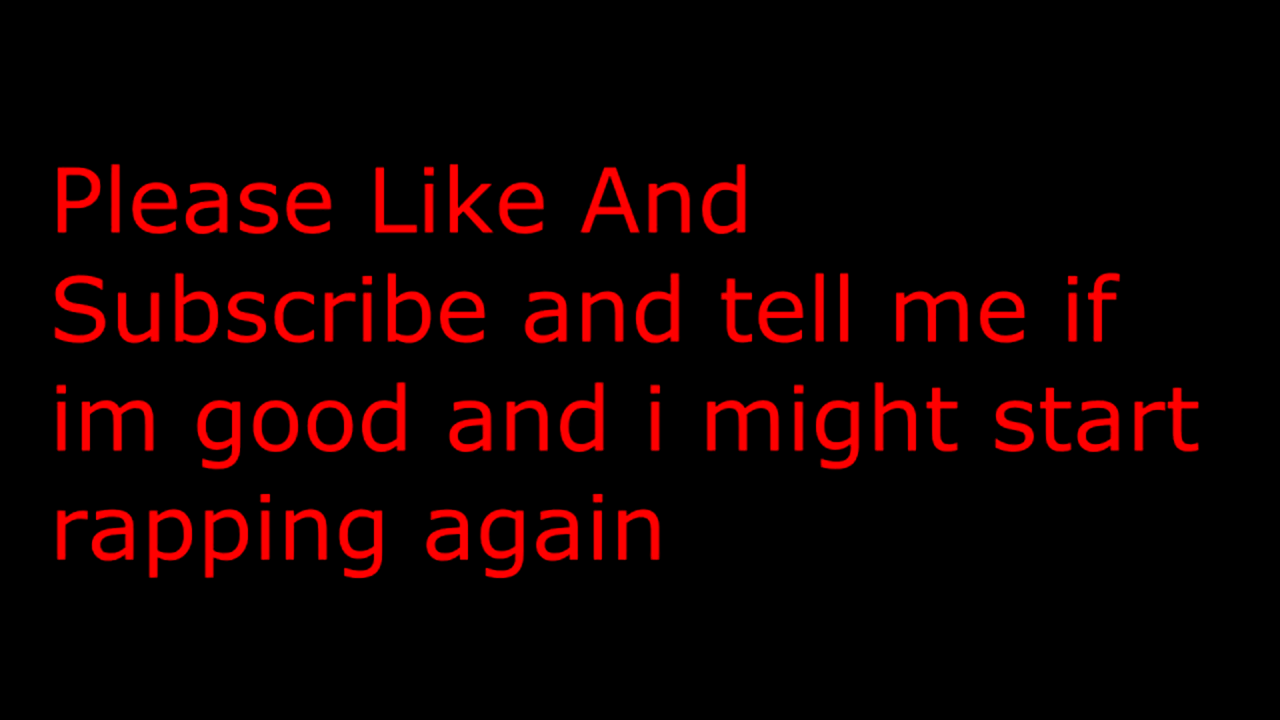 Please Like And
Subscribe and tell me if
im good and i might start
rapping again